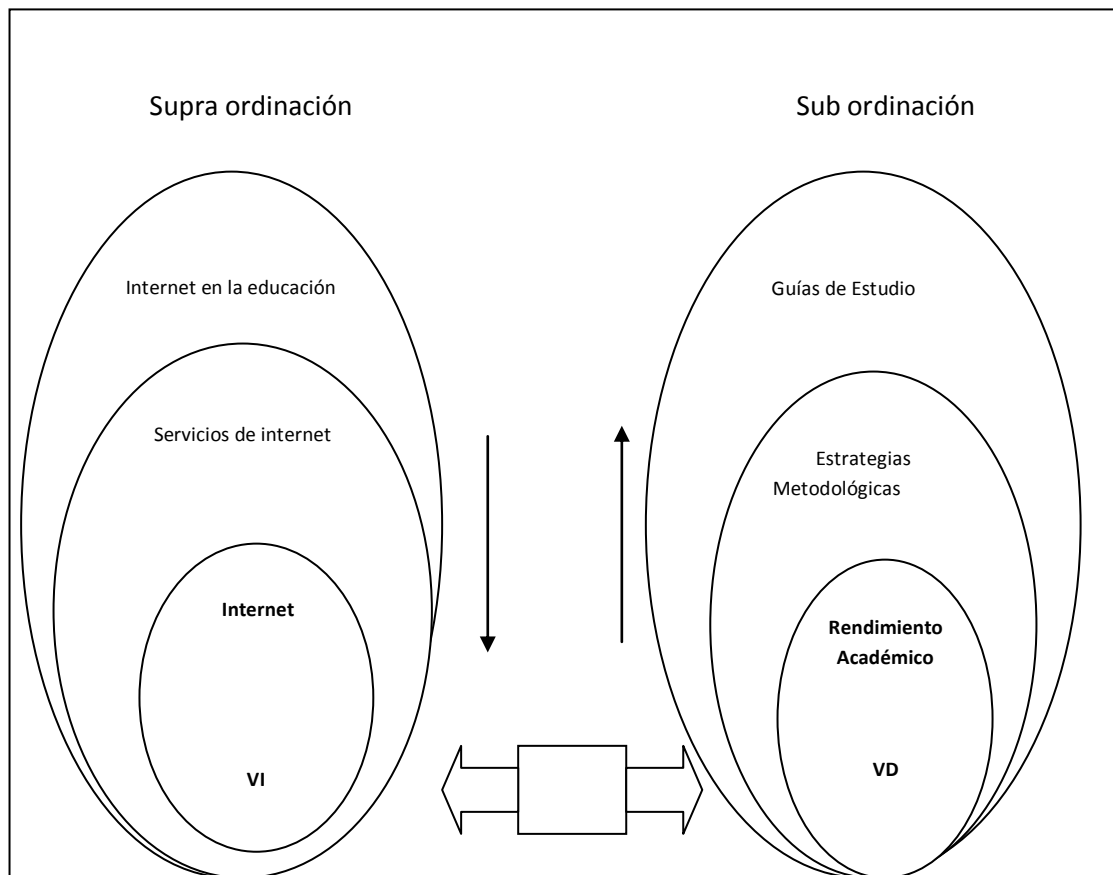 Supra ordinación
Sub ordinación
Internet en la educación
Servicios de internet
Internet
VI
Guías de Estudio
Estrategias
Metodológicas
Rendimiento
Académico
VD